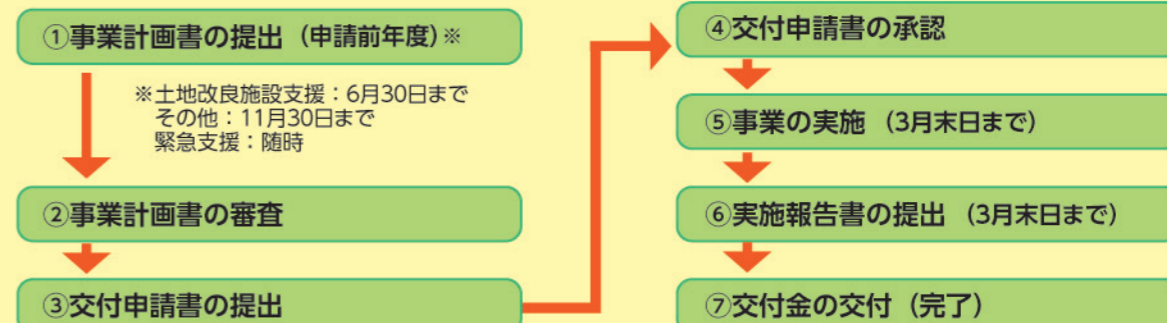 ①事業計画書の提出（申請前年度）※
※土地改良施設支援：6月30日まで
その他：11月30日まで
緊急支援：随時
②事業計画書の審査
③交付申請書の提出
④交付申請書の承認
⑤事業の実施（3月末日まで）
⑥実施報告書の提出（3月末日まで）
⑦交付金の交付（完了）